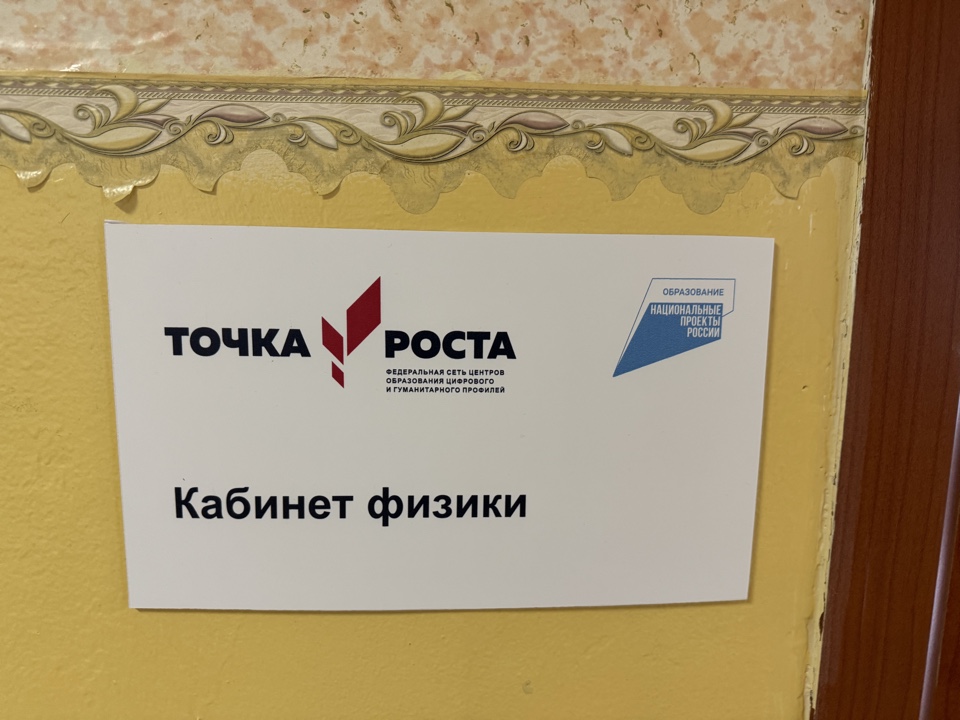 ТОЧКА РОСТА
ФЕДЕРАЛЬНАЯ СЕТЬ ЦЕНТРОВ
ОБРАЗОВАНИЯ ЦИФРОВОГО
И ГУМАНИТАРНОГО ПРОФИЛЕЙ
ОБРАЗОВАНИЕ
НАЦИОНАЛЬНЫЕ
ПРОЕКТЫ
РОССИИ
Кабинет физики